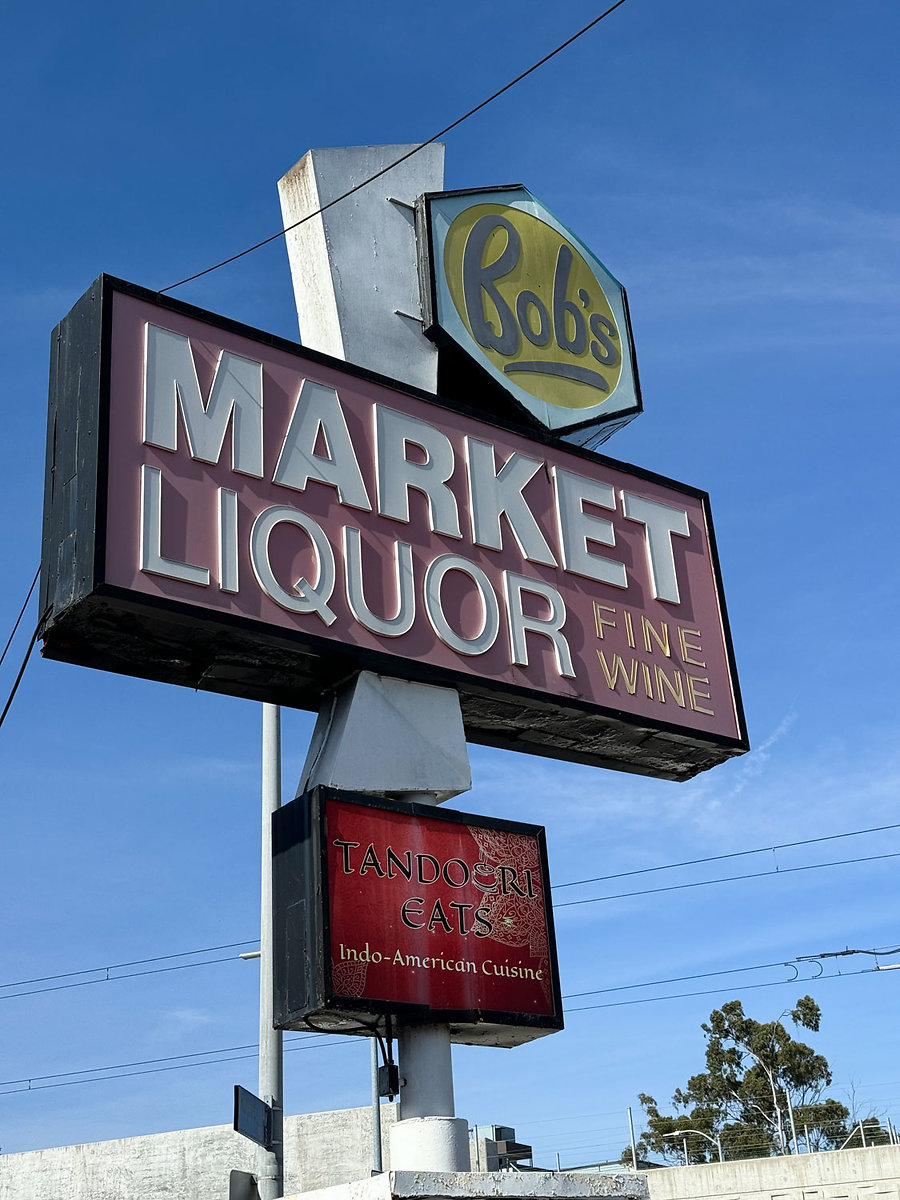 Bob's
MARKET
LIQUOR
FINE
WINE
TANDOORI
EATS
Indo-American Cuisine